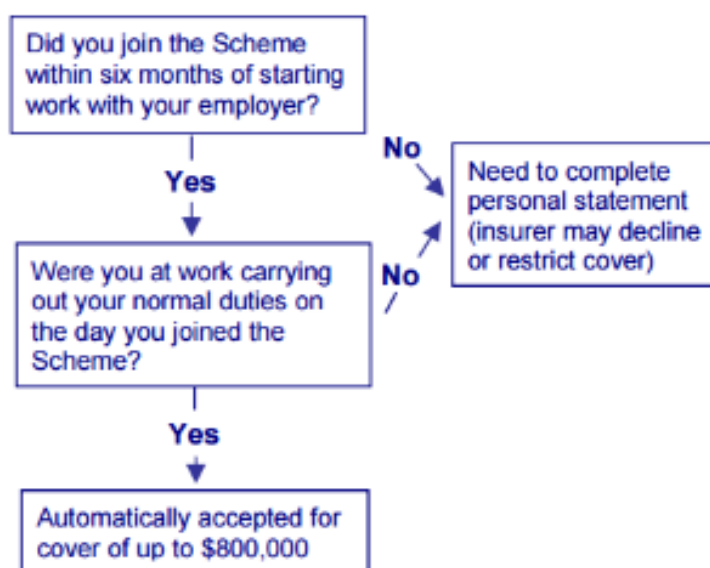 Did you join the Scheme
within six months of starting
work with your employer?
No
Yes
Need to complete
personal statement
(insurer may decline
or restrict cover)
Were you at work carrying
out your normal duties on
the day you joined the
Scheme?
No
Yes
Automatically accepted for
cover of up to $800,000